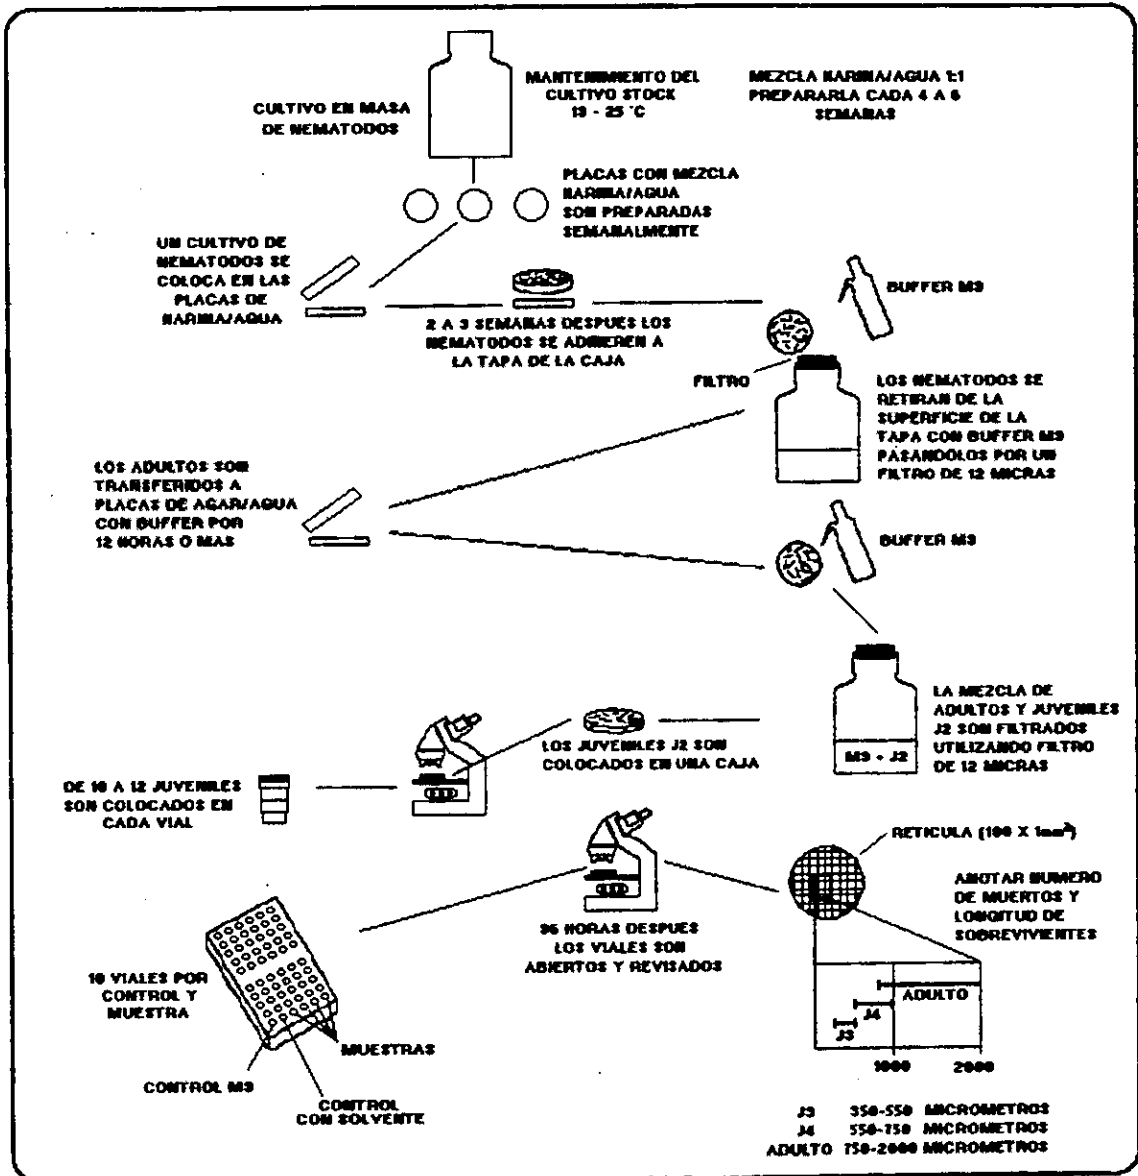 CULTIVO EN MASA
DE NEMATODOS
MANTENIMIENTO DEL
CULTIVO STOCK
MEZCLA HARINA/AGUA 1:1
PREPARARLA CADA 4 A 6
SEMANAS
PLACAS CON MEZCLA
HARINA/AGUA
SON PREPARADAS
SEMANALMENTE
UN CULTIVO DE
NEMATODOS SE
COLOCA EN LAS
PLACAS DE
HARINA/AGUA
2 A 3 SEMANAS DESPUES LOS
NEMATODOS SE ADHIEREN A
LA TAPA DE LA CAJA
BUFFER M9
FILTRO
LOS NEMATODOS SE
RETIRAN DE LA
SUPERFICIE DE LA
TAPA CON BUFFER M9
PASANDOLOS POR UN
FILTRO DE 12 MICRAS
LOS ADULTOS SON
TRANSFERIDOS A
PLACAS DE AGAR/AGUA
CON BUFFER POR
12 HORAS O MAS
BUFFER M9
LA MEZCLA DE
ADULTOS Y JUVENILES
J2 SON FILTRADOS
UTILIZANDO FILTRO
DE 12 MICRAS
M9 + J2
LOS JUVENILES J2 SON
COLOCADOS EN UNA CAJA
DE 10 A 12 JUVENILES
SON COLOCADOS EN
CADA VIAL
96 HORAS DESPUES
LOS VIALES SON
ABIERTOS Y REVISADOS
RETICULA (100 X 1mm²)
ANOTAR NUMERO
DE MUERTOS Y
LONGITUD DE
SOBREVIVIENTES
10 VIALES POR
CONTROL Y
MUESTRA
MUESTRAS
CONTROL M9
CONTROL
CON SOLVENTE
ADULTO
J4
J3
1000 2000
J3 350-550 MICROMETROS
J4 550-750 MICROMETROS
ADULTO 750-2000 MICROMETROS